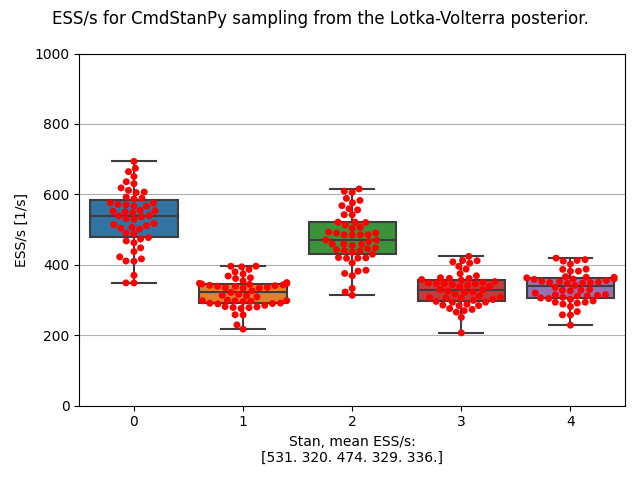 ESS/s for CmdStanPy sampling from the Lotka-Volterra posterior.
1000
800
600
400
200
0
ESS/s [1/s]
0 1 2 3 4
Stan, mean ESS/s:
[531. 320. 474. 329. 336.]